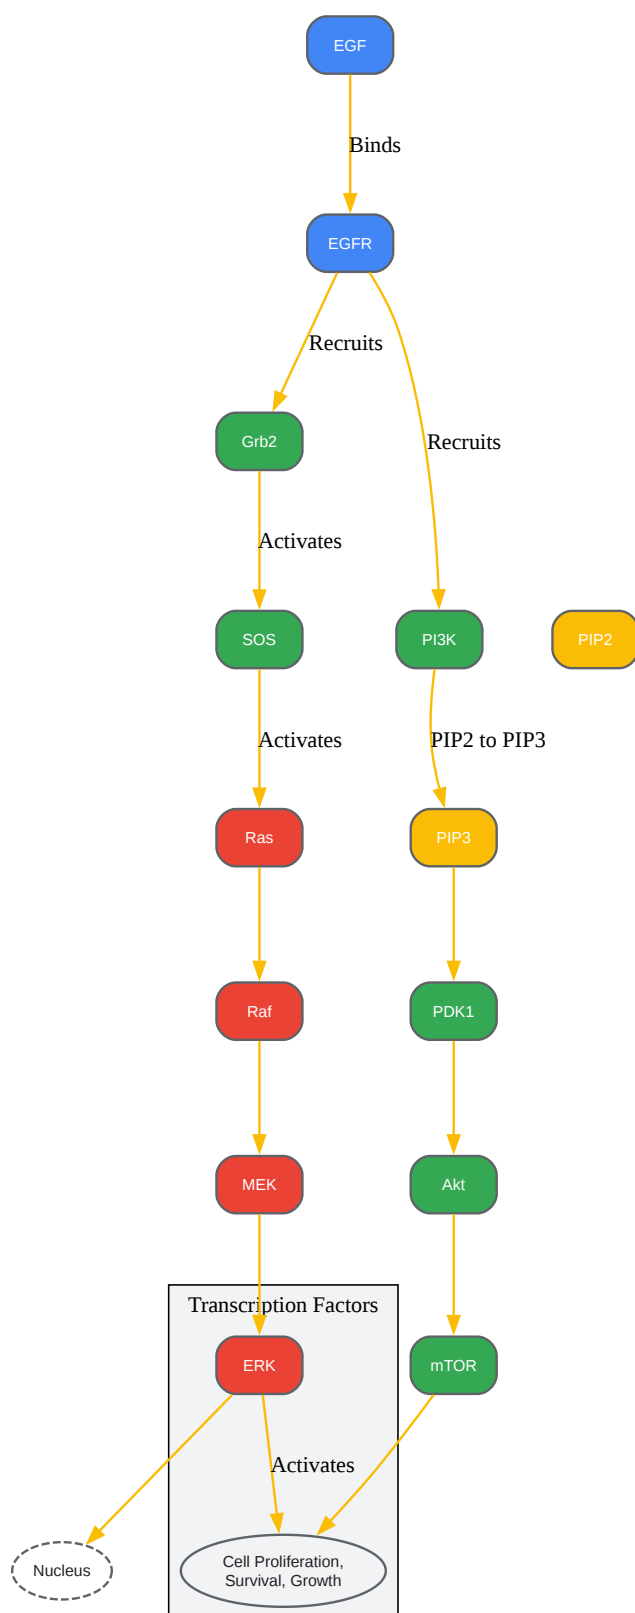 EGF
Binds
EGFR
Recruits
Grb2
Recruits
Activates
SOS
PI3K
PIP2
Activates
PIP2 to PIP3
Ras
PIP3
Raf
PDK1
MEK
Akt
Transcription Factors
ERK
mTOR
Activates
Nucleus
Cell Proliferation,
Survival, Growth